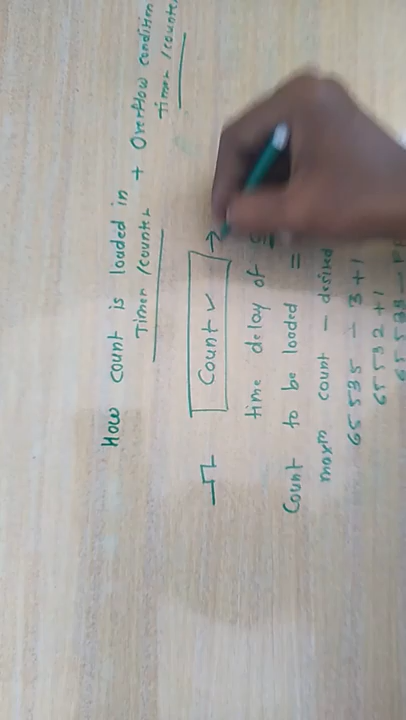 How count is loaded in + Overflow condition
Timer /counter Timer /counter
Count
time delay of
Count to be loaded =
maxm count - desired
65535 - 3 + 1
65532 + 1
65533 -